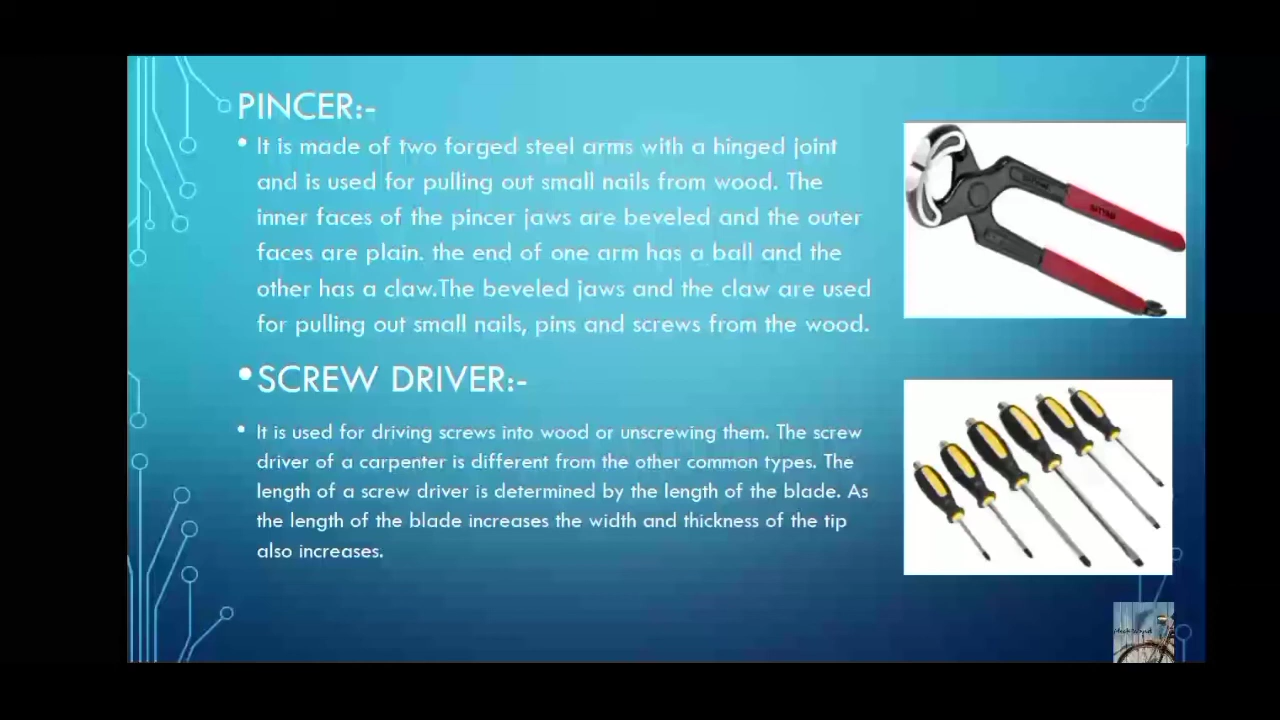 PINCER:-
• It is made of two forged steel arms with a hinged joint
and is used for pulling out small nails from wood. The
inner faces of the pincer jaws are beveled and the outer
faces are plain. the end of one arm has a ball and the
other has a claw.The beveled jaws and the claw are used
for pulling out small nails, pins and screws from the wood.
•SCREW DRIVER:-
• It is used for driving screws into wood or unscrewing them. The screw
driver of a carpenter is different from the other common types. The
length of a screw driver is determined by the length of the blade. As
the length of the blade increases the width and thickness of the tip
also increases.